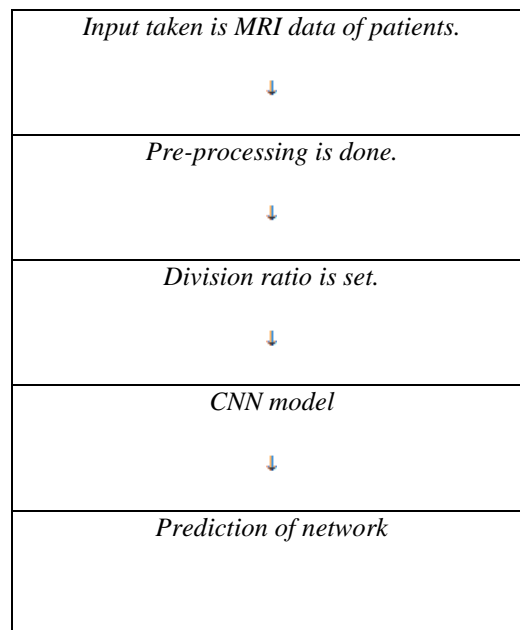 Input taken is MRI data of patients.
↓
Pre-processing is done.
↓
Division ratio is set.
↓
CNN model
↓
Prediction of network